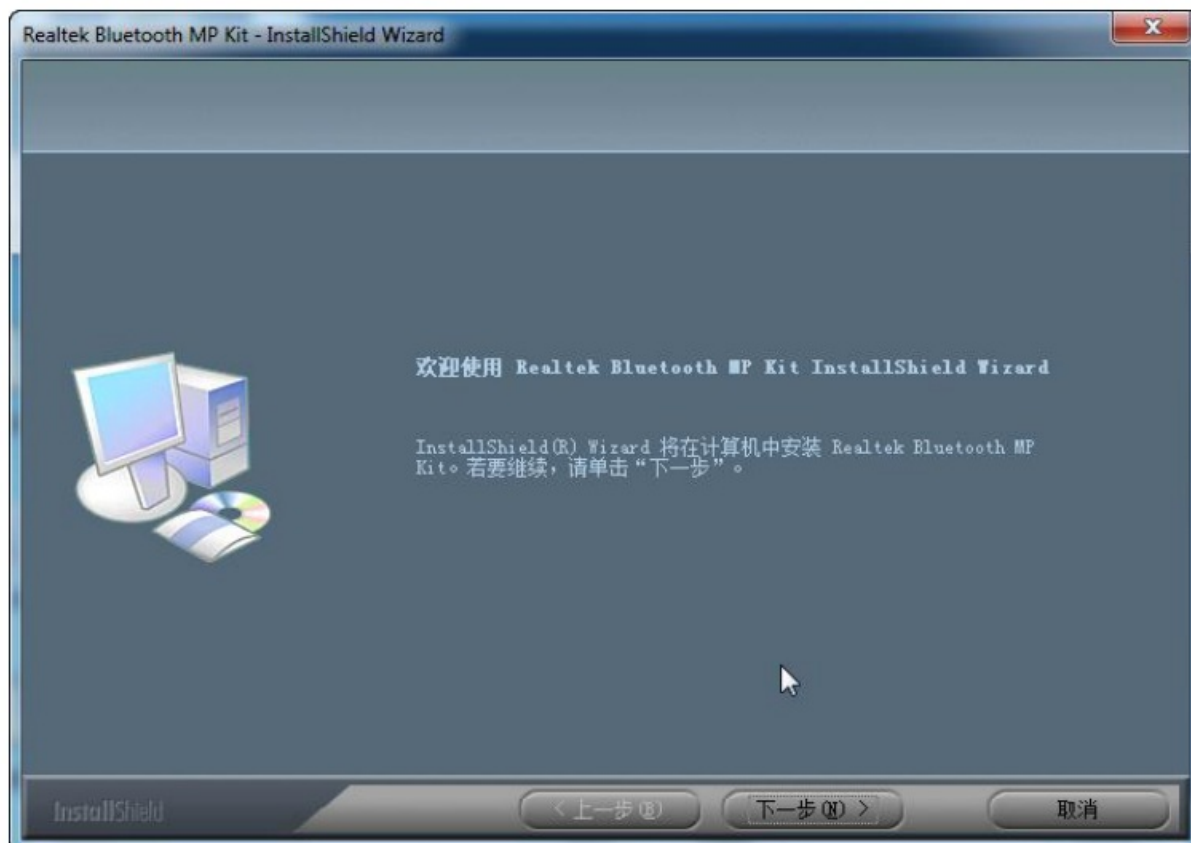 Realtek Bluetooth MP Kit - InstallShield Wizard
欢迎使用 Realtek Bluetooth MP Kit InstallShield Wizard
InstallShield(R) Wizard 将在计算机中安装 Realtek Bluetooth MP
Kit。若要继续，请单击“下一步”。
InstallShield
< 上一步(B)
下一步(N) >
取消